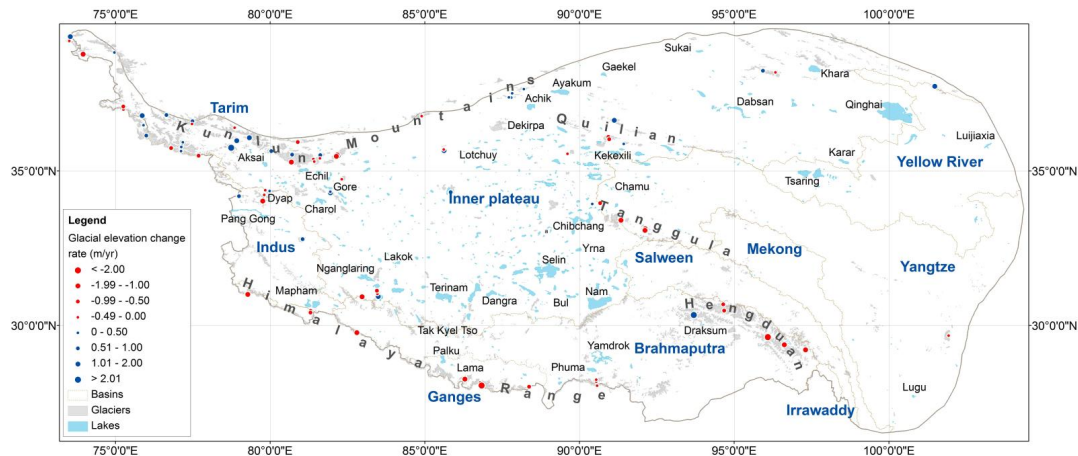 75°0'0"E 80°0'0"E 85°0'0"E 90°0'0"E 95°0'0"E 100°0'0"E
Sukai
Gaekel
Khara
Ayakum
Achik
Dabsan
Qinghai
Tarim
Kunlun Mountains
Dekirpa
Quilian
Luijiaxia
Aksai
Lotchuy
Kekexili
Karar
Yellow River
35°0'0"N
35°0'0"N
Echil
Gore
Chamu
Tsaring
Dyap
Charol
Inner plateau
Pang Gong
Tanggula
Chibchang
Indus
Yrna
Mekong
Lakok
Selin
Salween
Yangtze
Nganglaring
Mapham
Terinam
Dangra
Bul
Nam
Himalaya Range
Hengduan
30°0'0"N
30°0'0"N
Tak Kyel Tso
Draksum
Palku
Yamdrok
Brahmaputra
Lama
Phuma
Lugu
Ganges
Irrawaddy
Legend
Glacial elevation change
rate (m/yr)
< -2.00
-1.99 - -1.00
-0.99 - -0.50
-0.49 - 0.00
0 - 0.50
0.51 - 1.00
1.01 - 2.00
> 2.01
Basins
Glaciers
Lakes
75°0'0"E 80°0'0"E 85°0'0"E 90°0'0"E 95°0'0"E 100°0'0"E